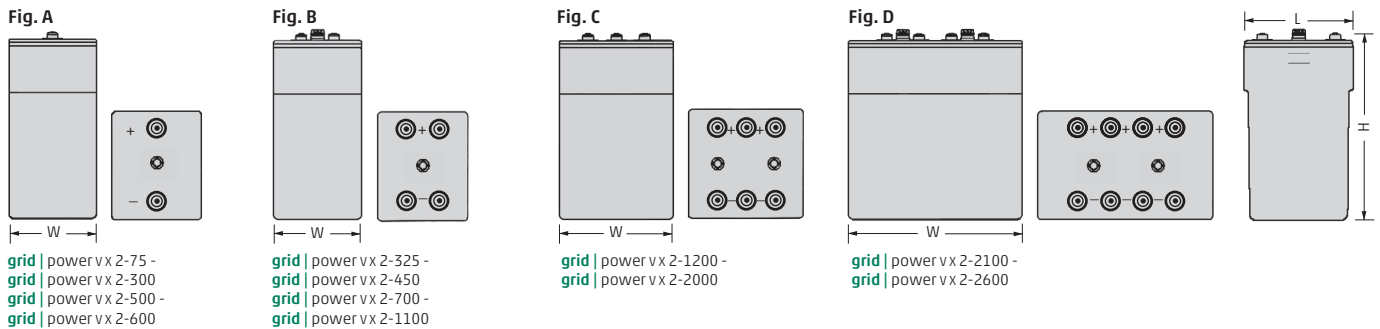 Fig. A
Fig. B
Fig. C
Fig. D
L
+
−
+
−
+ +
− −
+ + +
− − −
H
W
W
W
W
grid | power v x 2-75 -
grid | power v x 2-300
grid | power v x 2-500 -
grid | power v x 2-600
grid | power v x 2-325 -
grid | power v x 2-450
grid | power v x 2-700 -
grid | power v x 2-1100
grid | power v x 2-1200 -
grid | power v x 2-2000
grid | power v x 2-2100 -
grid | power v x 2-2600